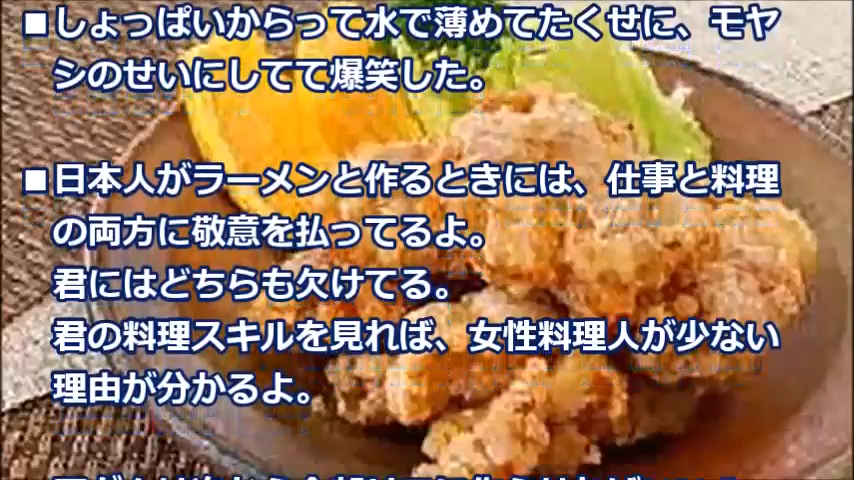 ■しょっぱいからって水で薄めてたくせに、モヤ
シのせいにしてて爆笑した。
■日本人がラーメンと作るときには、仕事と料理
の両方に敬意を払ってるよ。
君にはどちらも欠けてる。
君の料理スキルを見れば、女性料理人が少ない
理由が分かるよ。